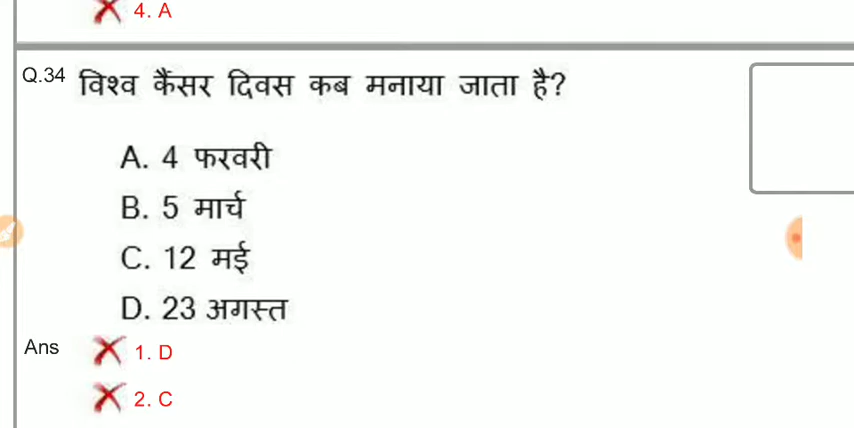 4. A
Q.34 विश्व कैंसर दिवस कब मनाया जाता है?
A. 4 फरवरी
B. 5 मार्च
C. 12 मई
D. 23 अगस्त
Ans 1. D
2. C